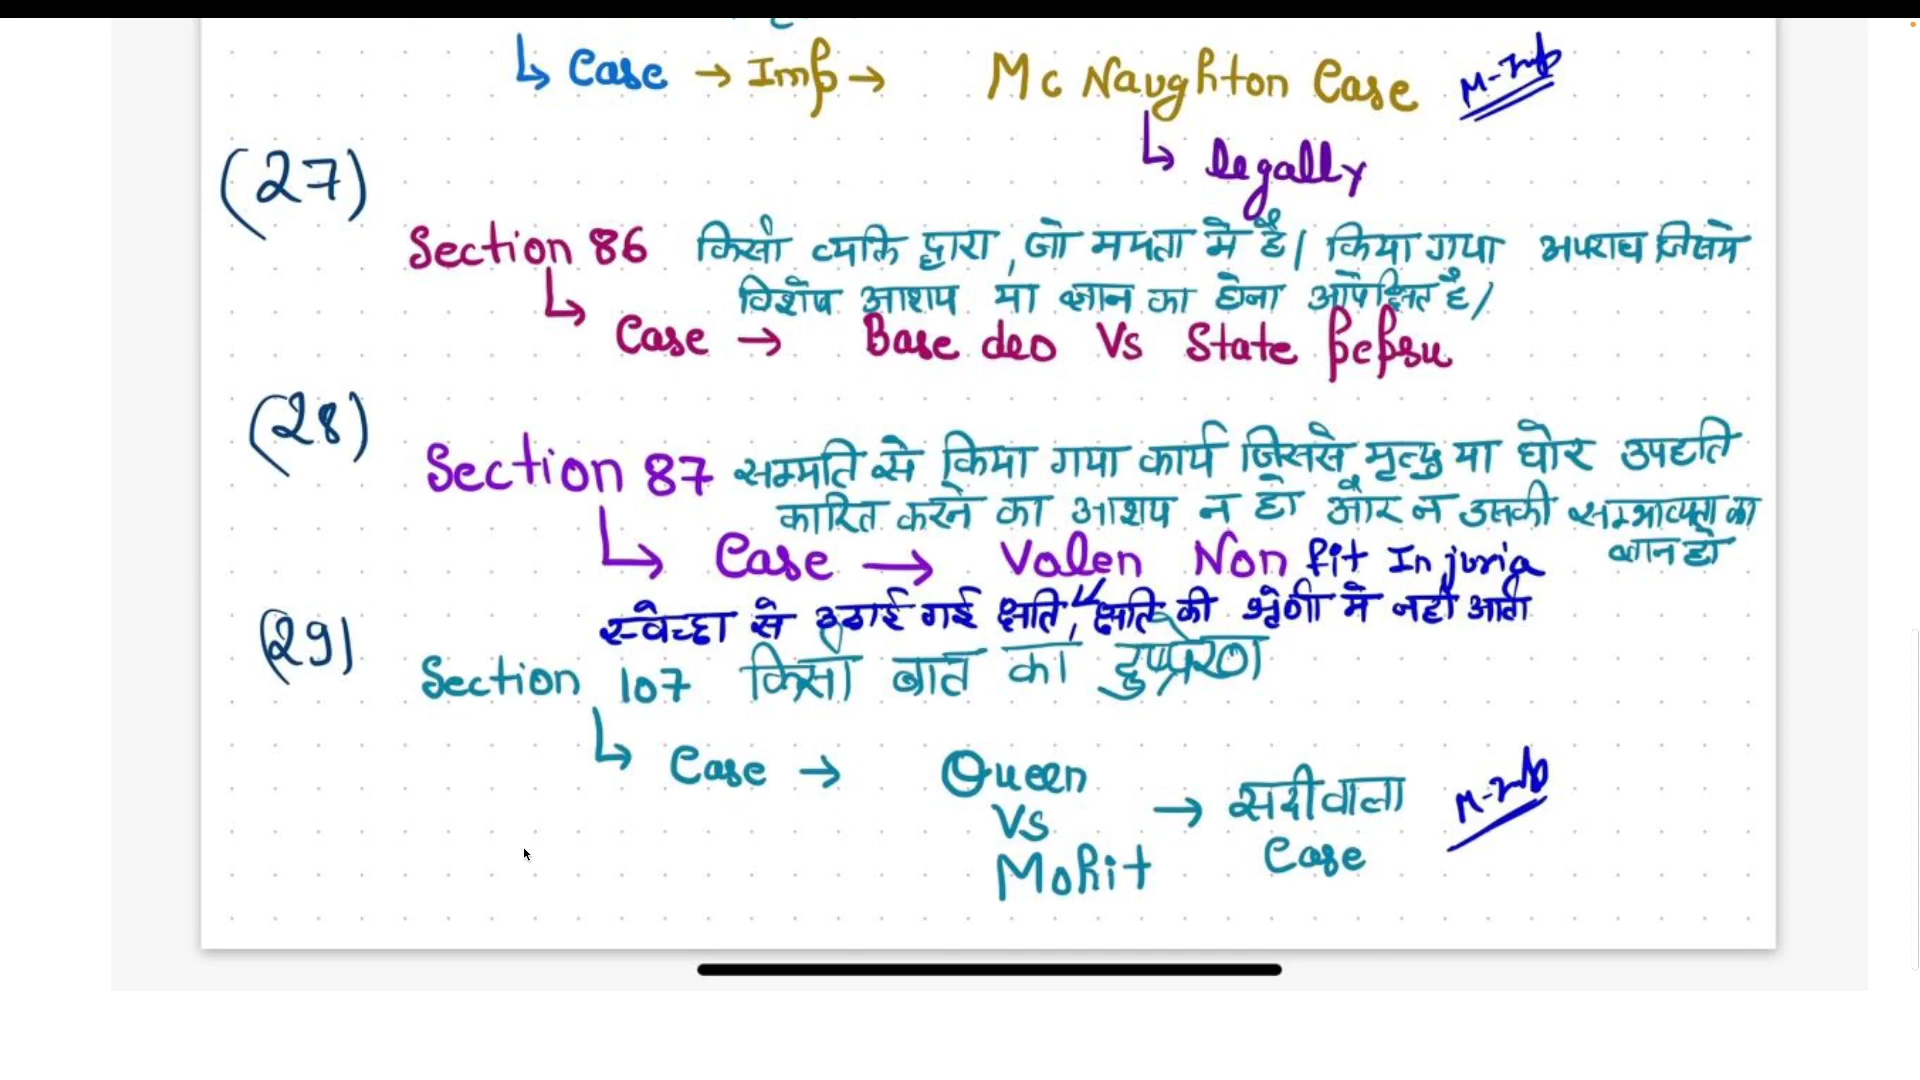 ↳ Case → Imp → Mc Naughton Case M-Imp
↳ legally
(27)
Section 86 किसी व्यक्ति द्वारा, जो मत्तता में है। किया गया अपराध जिसमें
विशेष आशय या ज्ञान का होना अपेक्षित है।
↳ Case → Base deo Vs State pepsu
(28)
Section 87 सम्मति से किया गया कार्य जिससे मृत्यु या घोर उपहति
कारित करने का आशय न हो और न उसकी सम्भाव्यता का
ज्ञान हो
↳ Case → Valen Non fit Injuria
स्वेच्छा से उठाई गई क्षति, क्षति की श्रेणी में नहीं आती
(29)
Section 107 किसी बात का दुष्प्रेरण
↳ Case → Queen
Vs
Mohit
→ सतीवाला
Case
M-Imp